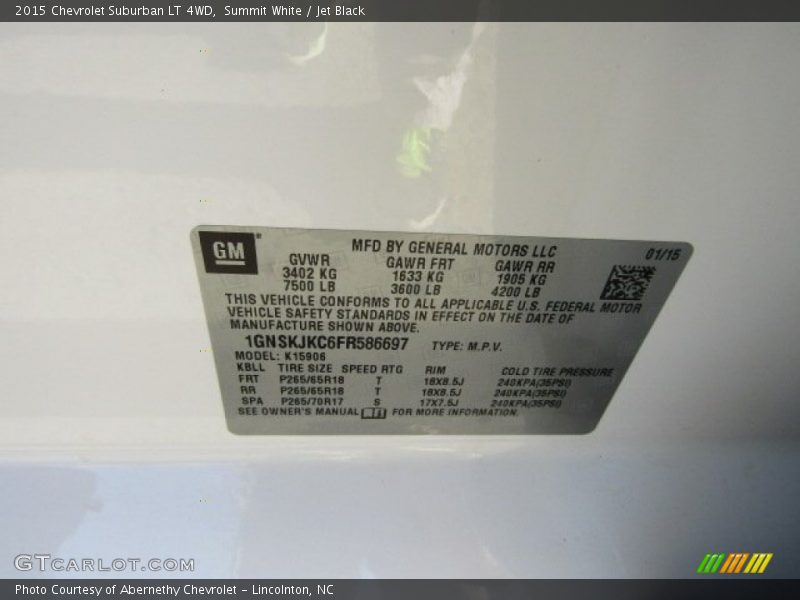 2015 Chevrolet Suburban LT 4WD, Summit White / Jet Black
GM
MFD BY GENERAL MOTORS LLC 01/15
GVWR GAWR FRT GAWR RR
3402 KG 1633 KG 1905 KG
7500 LB 3600 LB 4200 LB
THIS VEHICLE CONFORMS TO ALL APPLICABLE U.S. FEDERAL MOTOR
VEHICLE SAFETY STANDARDS IN EFFECT ON THE DATE OF
MANUFACTURE SHOWN ABOVE.
1GNSKJKC6FR586697 TYPE: M.P.V.
MODEL: K15906
KBLL TIRE SIZE SPEED RTG RIM COLD TIRE PRESSURE
FRT P265/65R18 T 18X8.5J 240KPA(35PSI)
RR P265/65R18 T 18X8.5J 240KPA(35PSI)
SPA P265/70R17 S 17X7.5J 240KPA(35PSI)
SEE OWNER'S MANUAL FOR MORE INFORMATION.
GTCARLOT.COM
Photo Courtesy of Abernethy Chevrolet - Lincolnton, NC